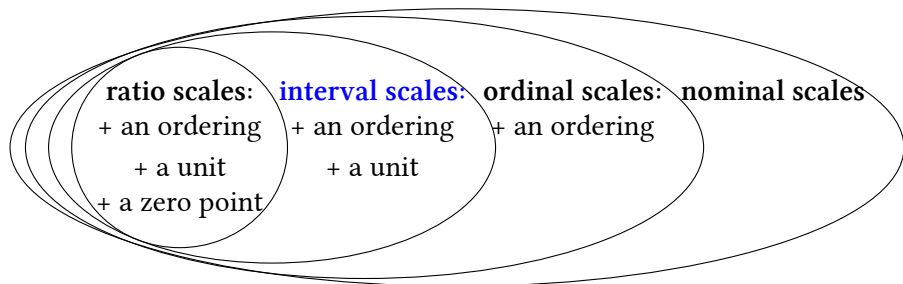 ratio scales: interval scales: ordinal scales: nominal scales
+ an ordering + an ordering + an ordering
+ a unit + a unit
+ a zero point